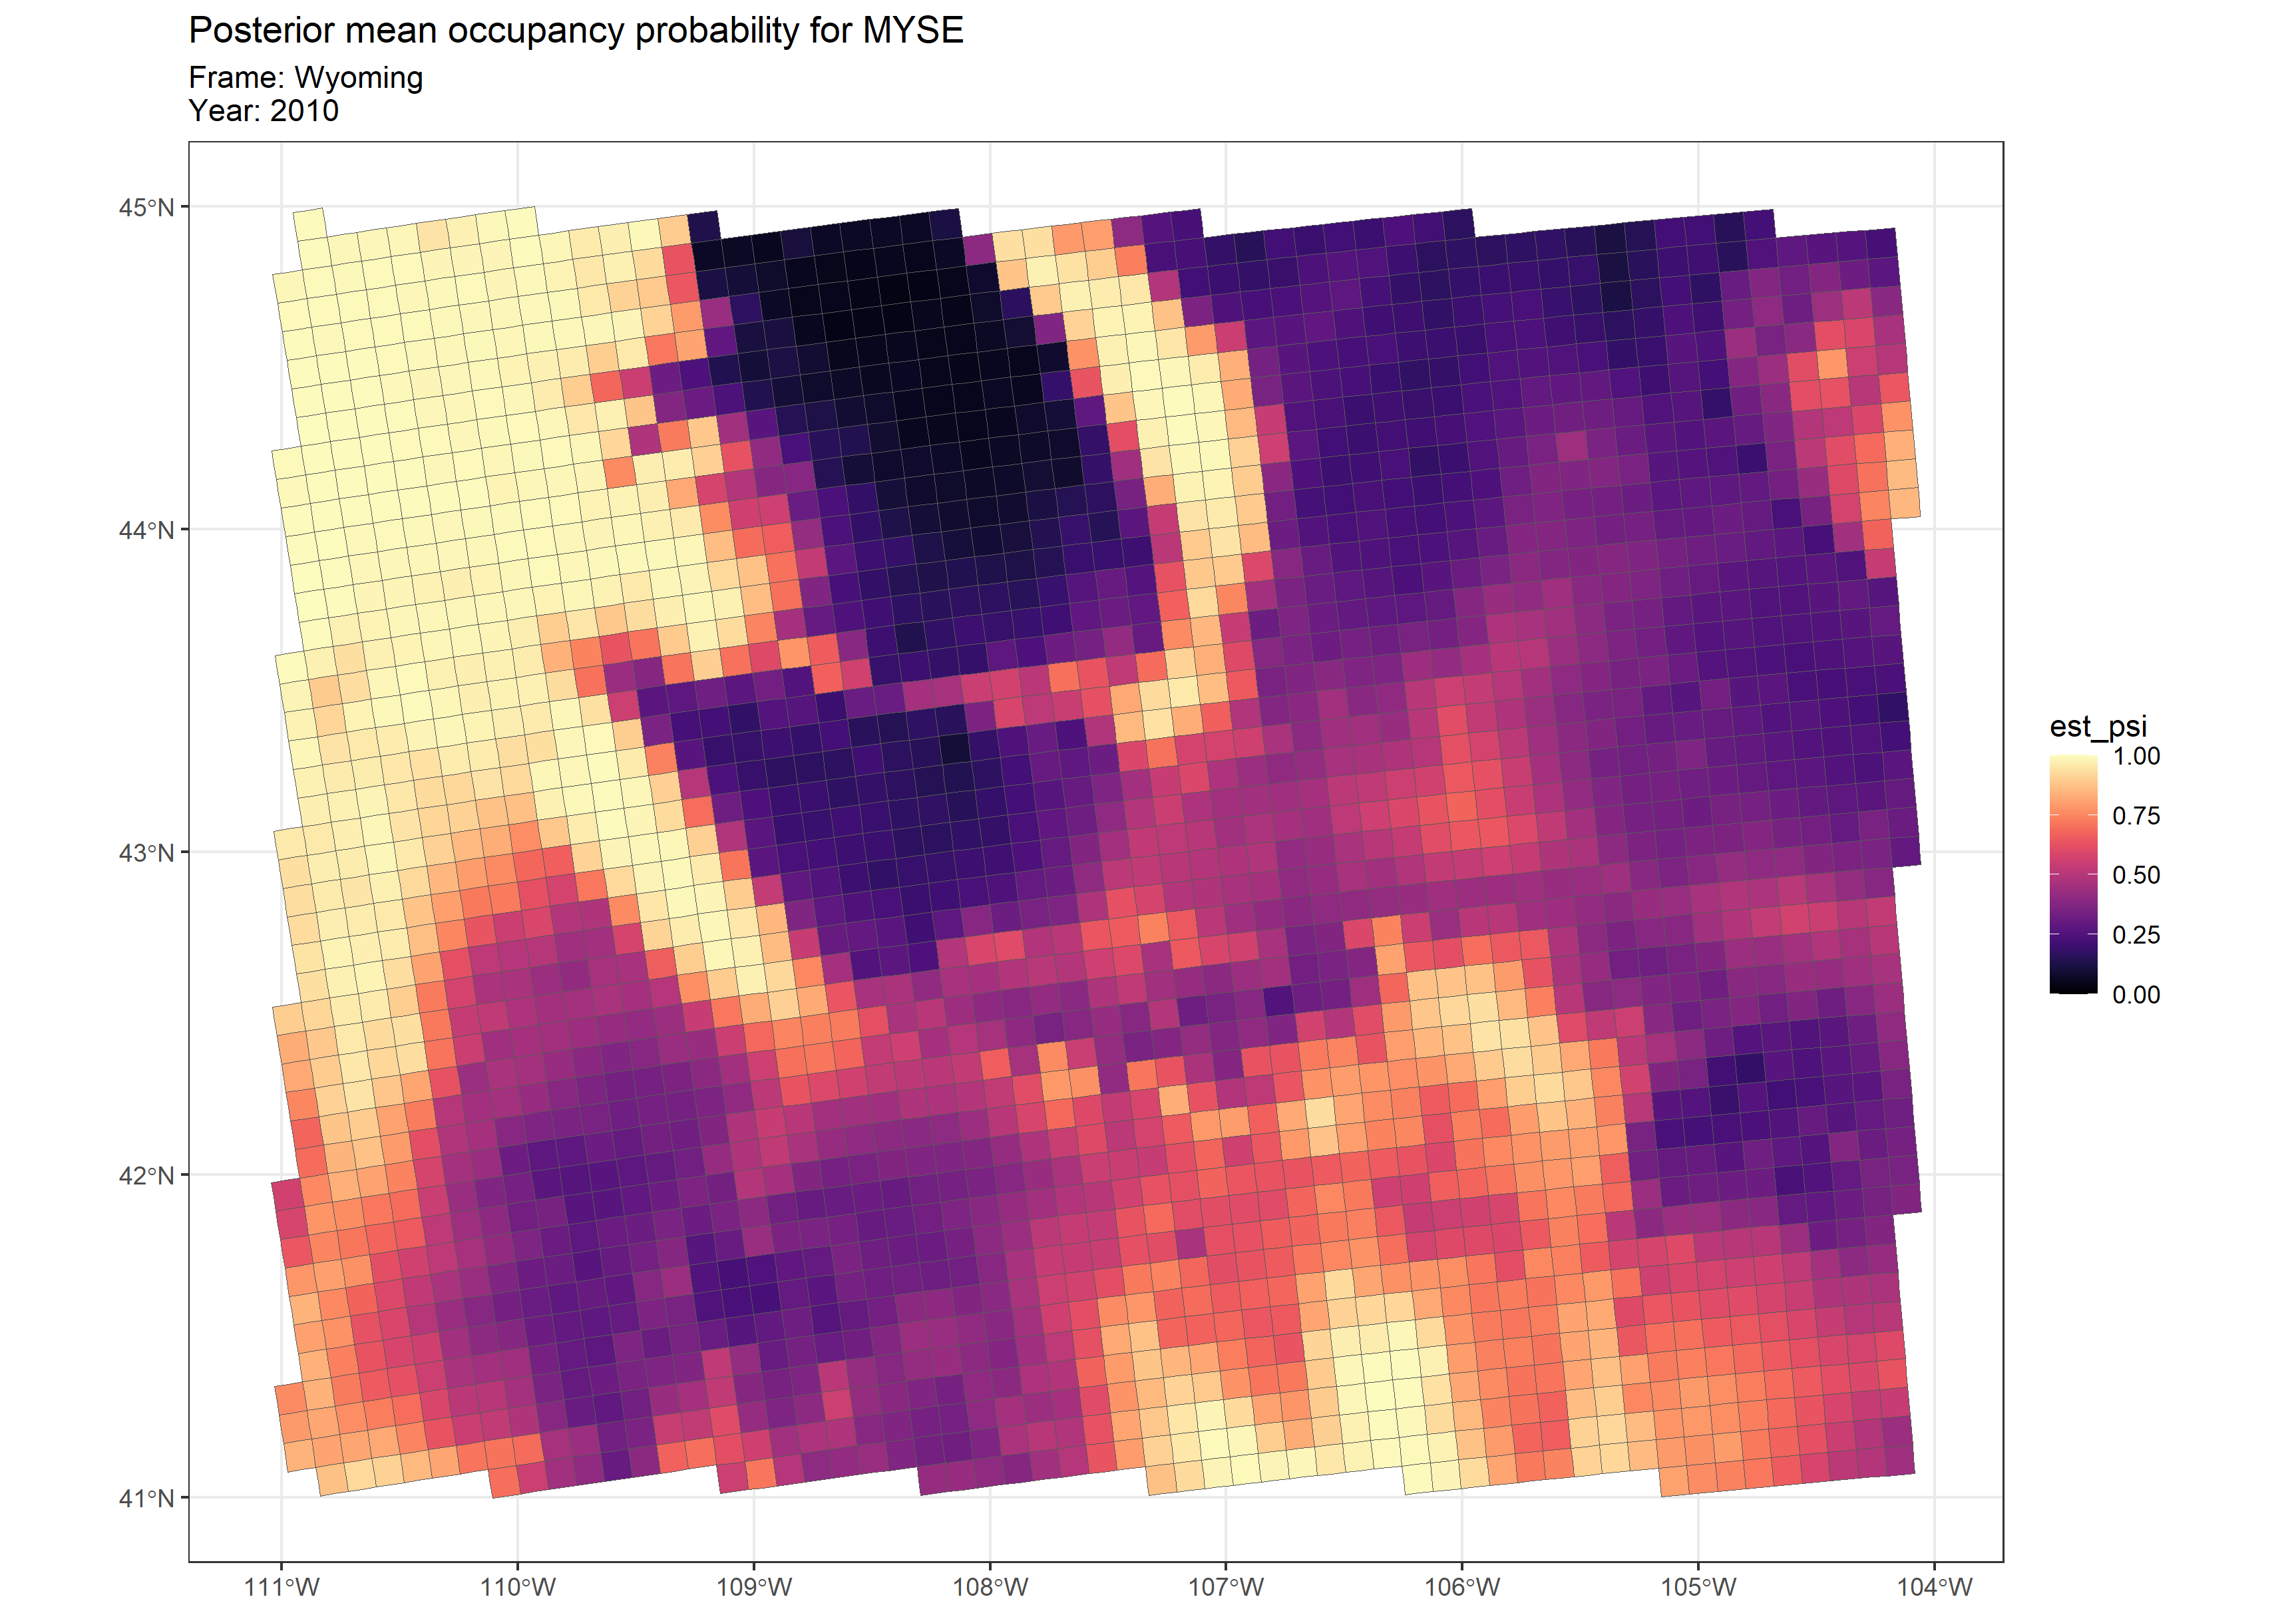 Posterior mean occupancy probability for MYSE
Frame: Wyoming
Year: 2010
45°N
44°N
43°N
42°N
41°N
111°W
110°W
109°W
108°W
107°W
106°W
105°W
104°W
est_psi
1.00
0.75
0.50
0.25
0.00